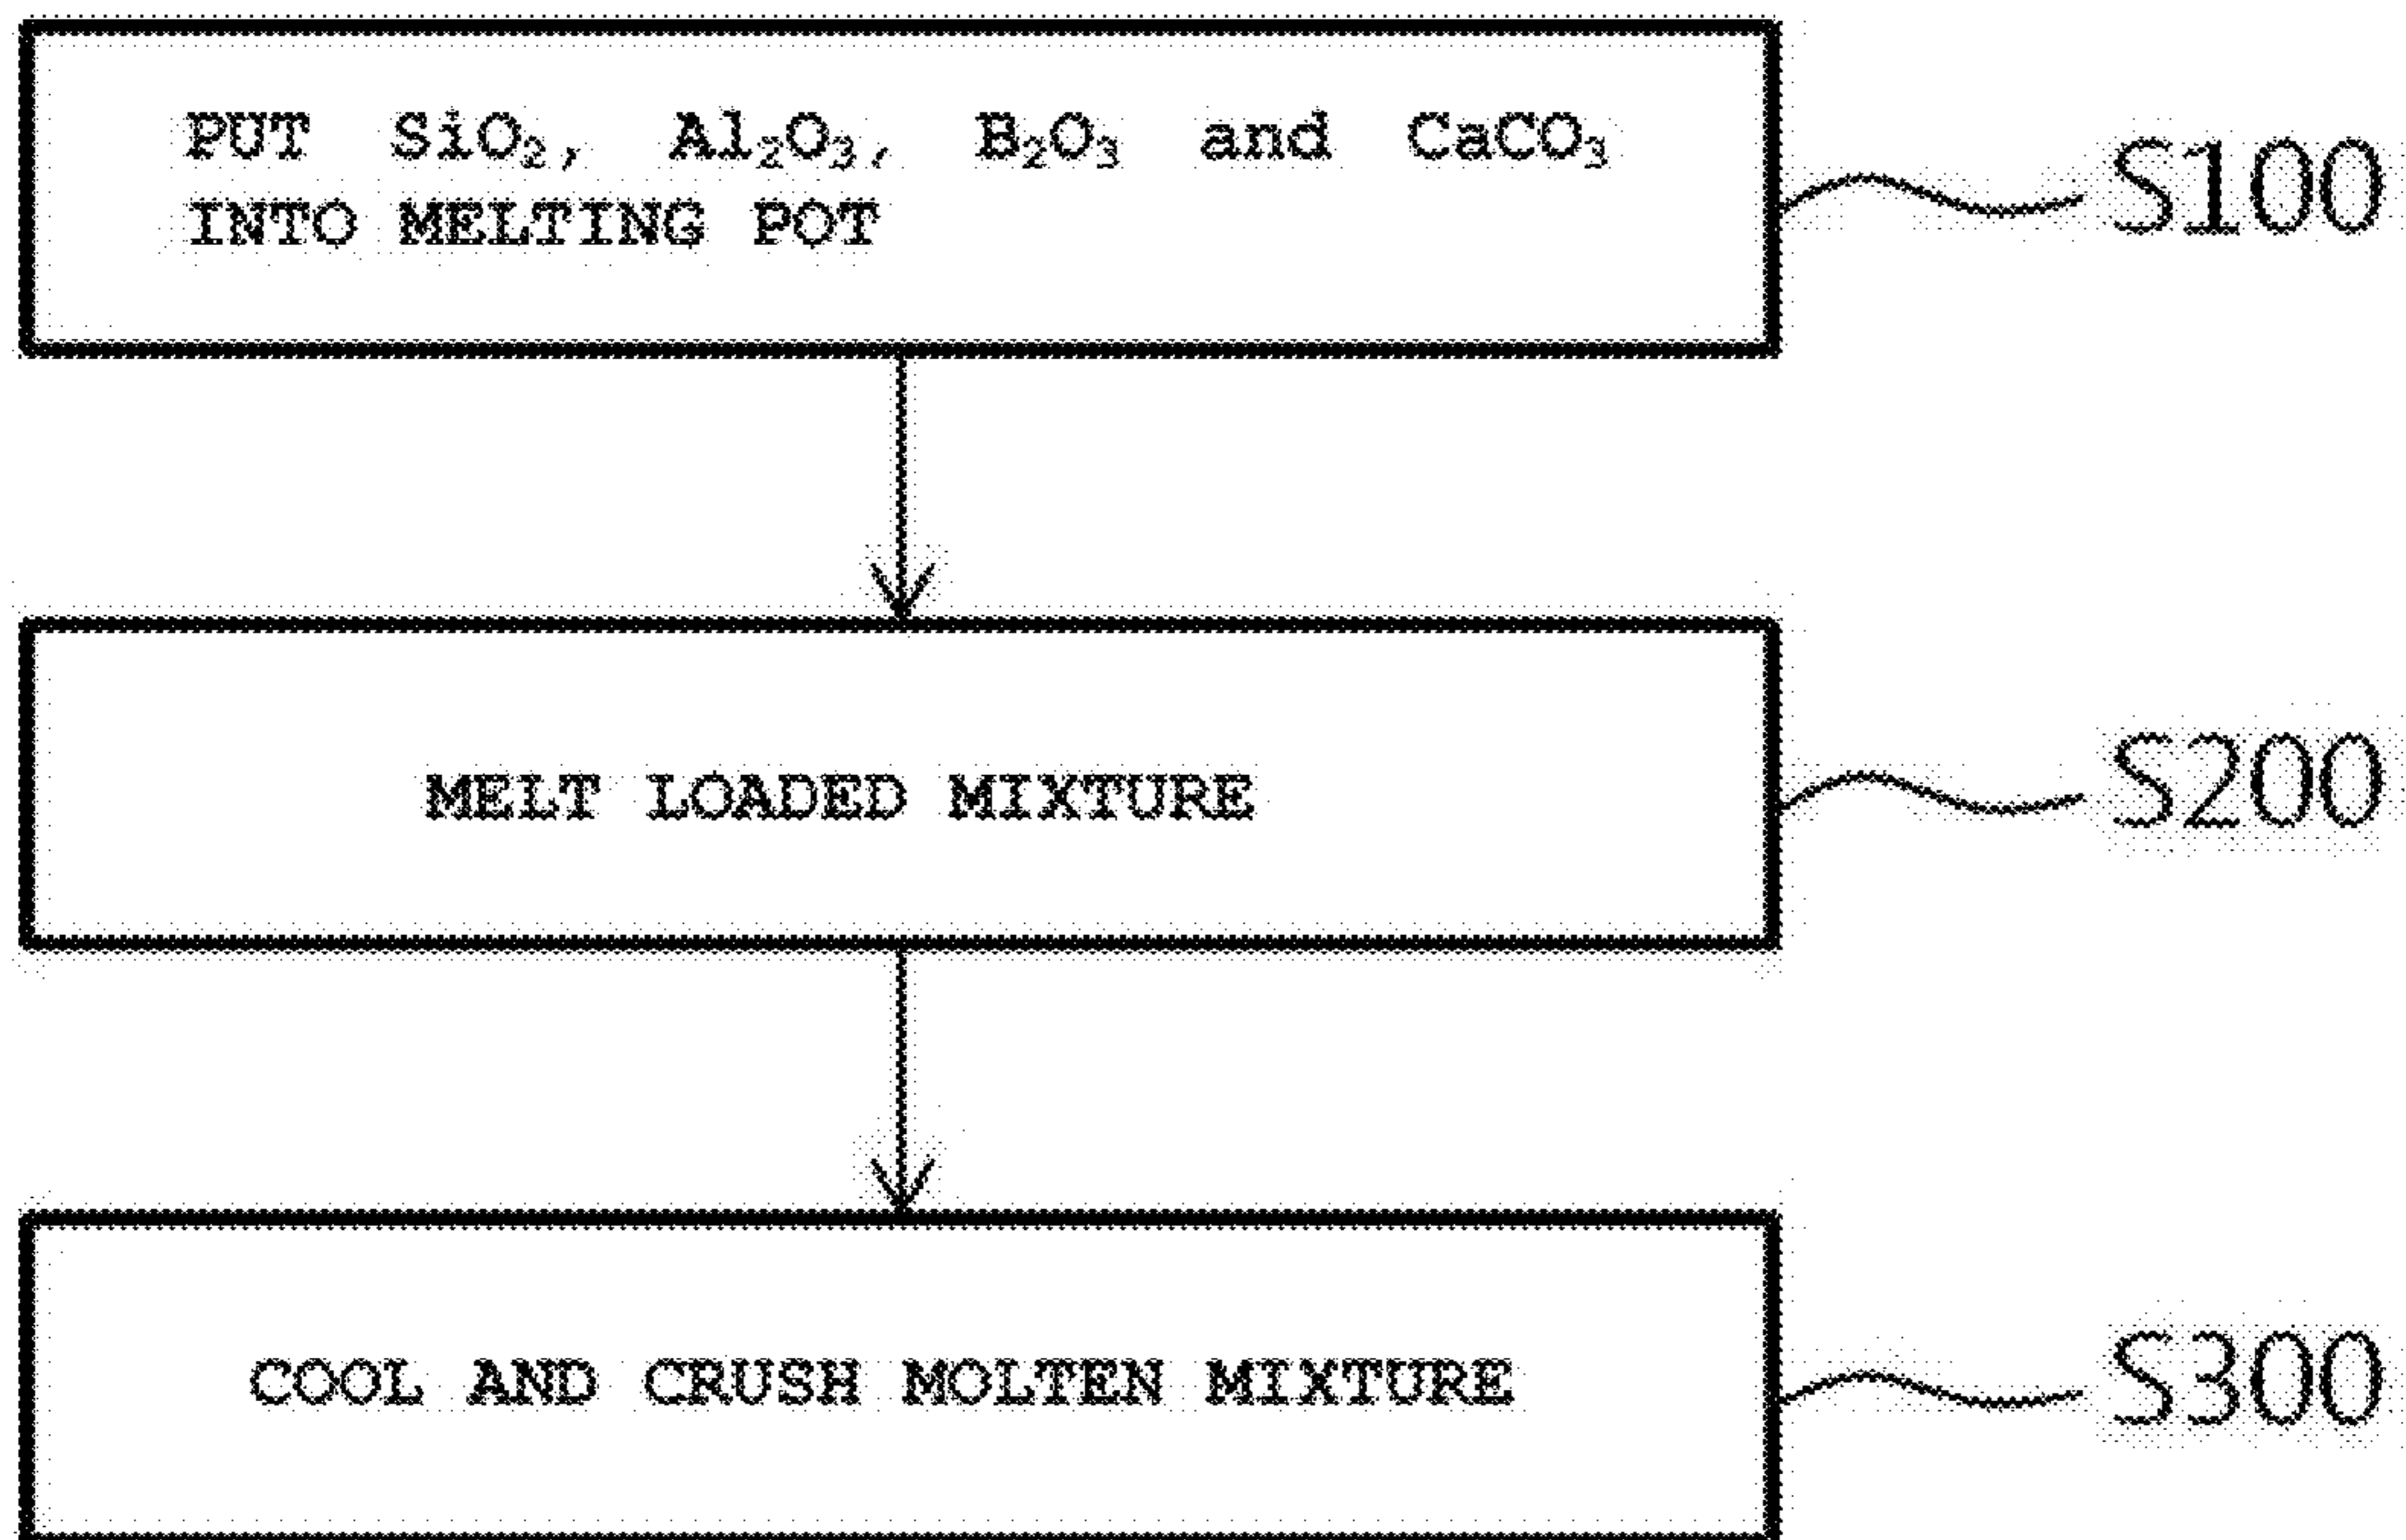 PUT SiO₂, Al₂O₃, B₂O₃ and CaCO₃
INTO MELTING POT
S100
MELT LOADED MIXTURE
S200
COOL AND CRUSH MOLTEN MIXTURE
S300